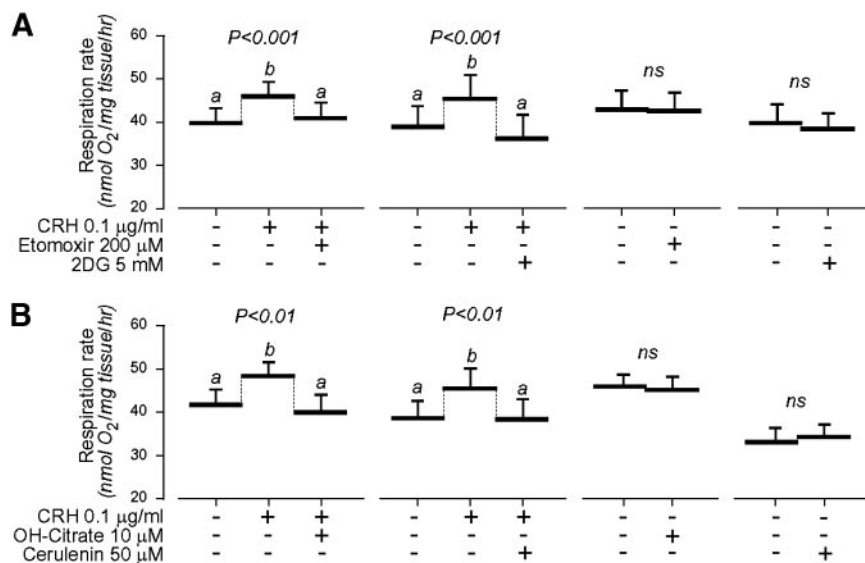 A
Respiration rate
(nmol O2/mg tissue/hr)
60
50
40
30
20
P<0.001
a b a
P<0.001
a b a
ns
ns
CRH 0.1 µg/ml - + + - + + - - - -
Etomoxir 200 µM - - + - - - - + - -
2DG 5 mM - - - - - + - - - +
B
Respiration rate
(nmol O2/mg tissue/hr)
60
50
40
30
20
P<0.01
a b a
P<0.01
a b a
ns
ns
CRH 0.1 µg/ml - + + - + + - - - -
OH-Citrate 10 µM - - + - - - - + - -
Cerulenin 50 µM - - - - - + - - - +